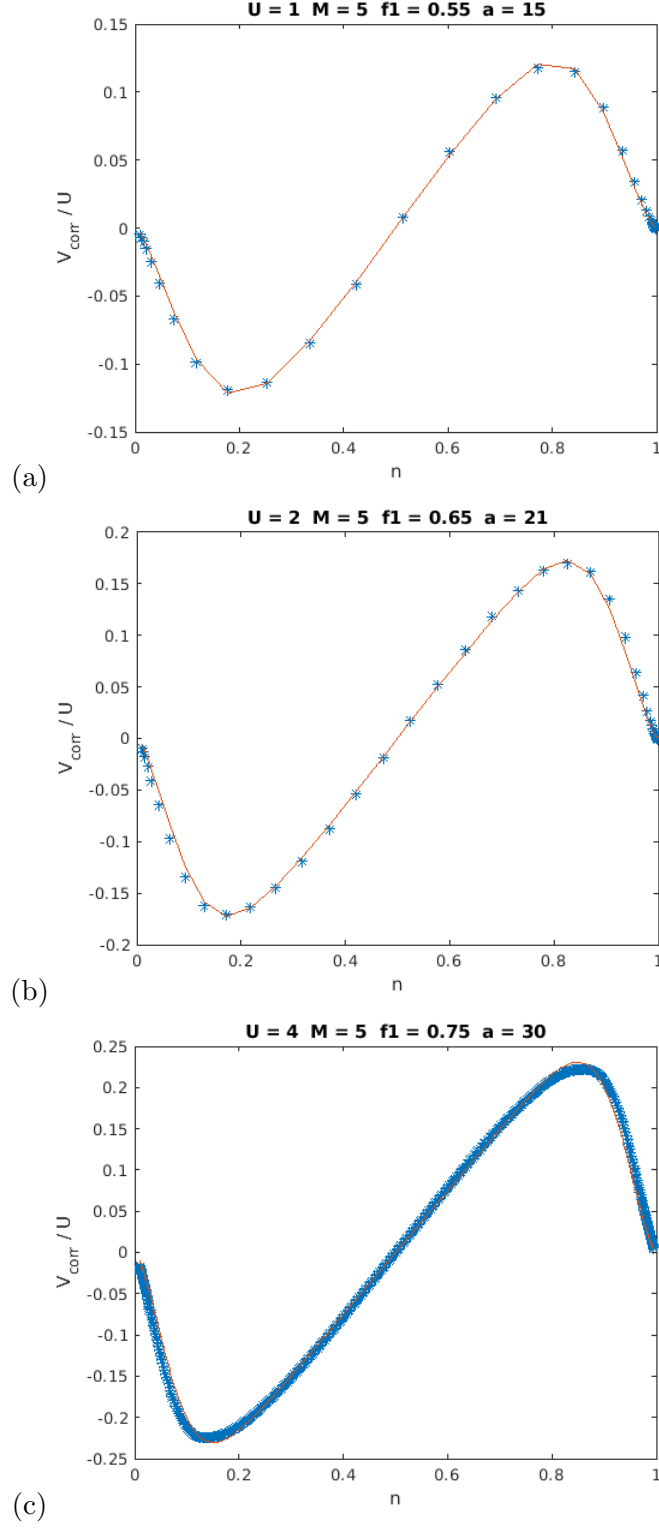 U = 1 M = 5 f1 = 0.55 a = 15
0.15
0.1
0.05
0
-0.05
-0.1
-0.15
V_corr / U
0 0.2 0.4 0.6 0.8 1
n
(a)
U = 2 M = 5 f1 = 0.65 a = 21
0.2
0.15
0.1
0.05
0
-0.05
-0.1
-0.15
-0.2
V_corr / U
0 0.2 0.4 0.6 0.8 1
n
(b)
U = 4 M = 5 f1 = 0.75 a = 30
0.25
0.2
0.15
0.1
0.05
0
-0.05
-0.1
-0.15
-0.2
-0.25
V_corr / U
0 0.2 0.4 0.6 0.8 1
n
(c)